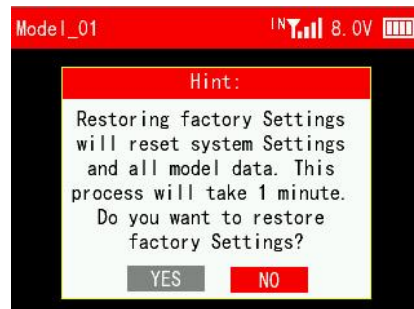 Model_01 IN 8.0V
Hint:
Restoring factory Settings
will reset system Settings
and all model data. This
process will take 1 minute.
Do you want to restore
factory Settings?
YES NO